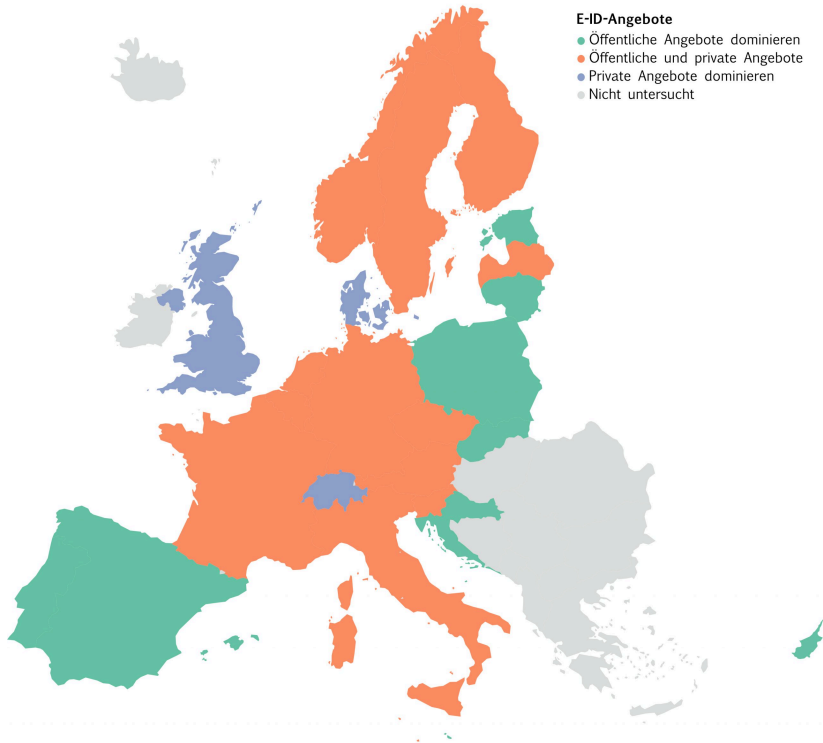 E-ID-Angebote
Öffentliche Angebote dominieren
Öffentliche und private Angebote
Private Angebote dominieren
Nicht untersucht